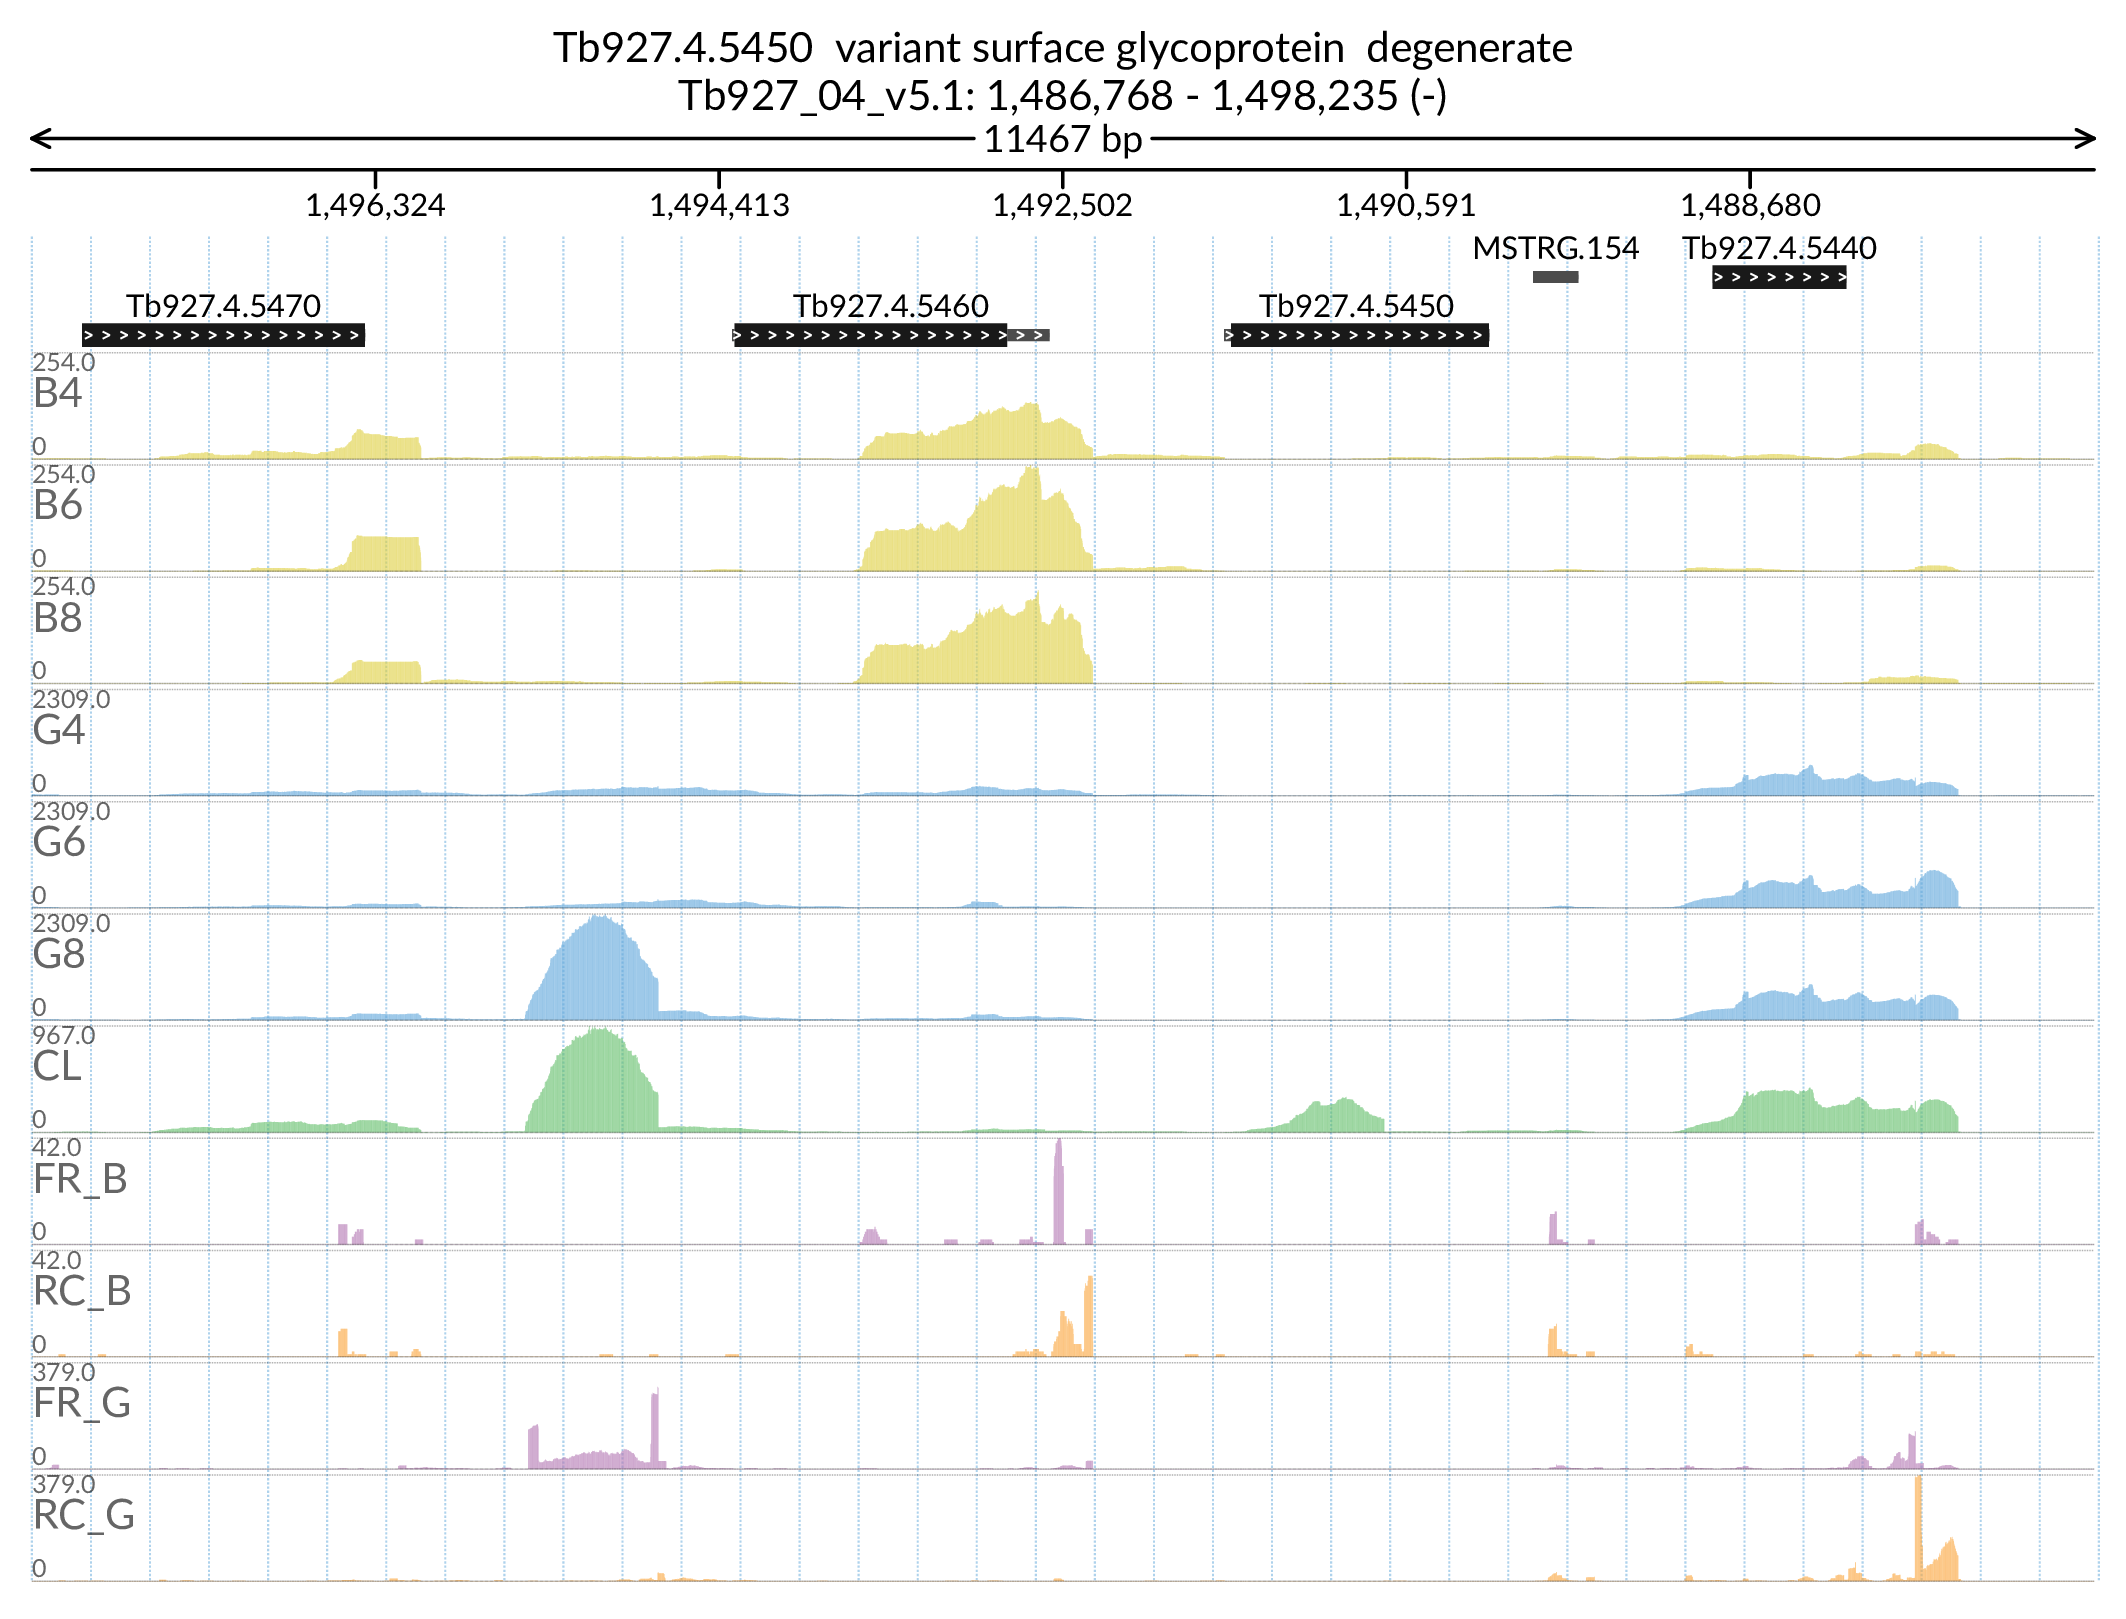 Tb927.4.5450  variant surface glycoprotein  degenerate
Tb927_04_v5.1: 1,486,768 - 1,498,235 (-)
11467 bp
1,496,324 1,494,413 1,492,502 1,490,591 1,488,680
MSTRG.154 Tb927.4.5440
Tb927.4.5470 Tb927.4.5460 Tb927.4.5450
254.0
B4
0
254.0
B6
0
254.0
B8
0
2309.0
G4
0
2309.0
G6
0
2309.0
G8
0
967.0
CL
0
42.0
FR_B
0
42.0
RC_B
0
379.0
FR_G
0
379.0
RC_G
0